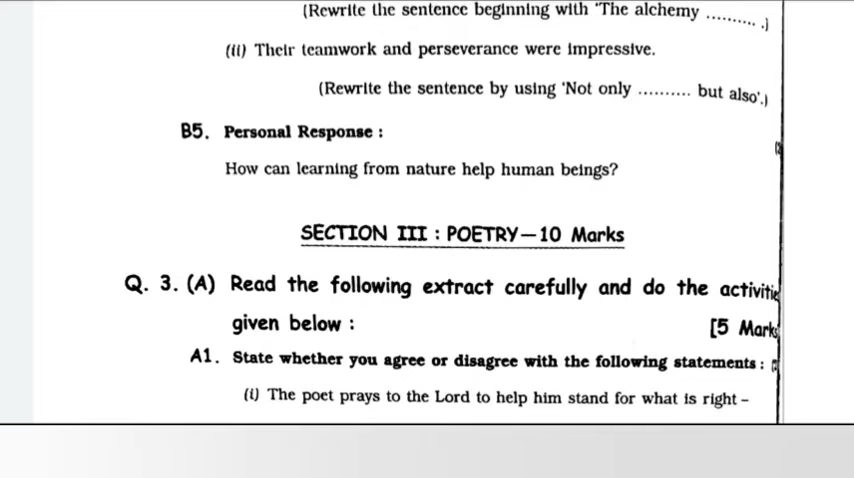 (Rewrite the sentence beginning with 'The alchemy .......... .)
(ii) Their teamwork and perseverance were impressive.
(Rewrite the sentence by using 'Not only .......... but also'.)
B5. Personal Response :
How can learning from nature help human beings?
SECTION III : POETRY—10 Marks
Q. 3. (A) Read the following extract carefully and do the activitie
given below : [5 Marks
A1. State whether you agree or disagree with the following statements :
(i) The poet prays to the Lord to help him stand for what is right –